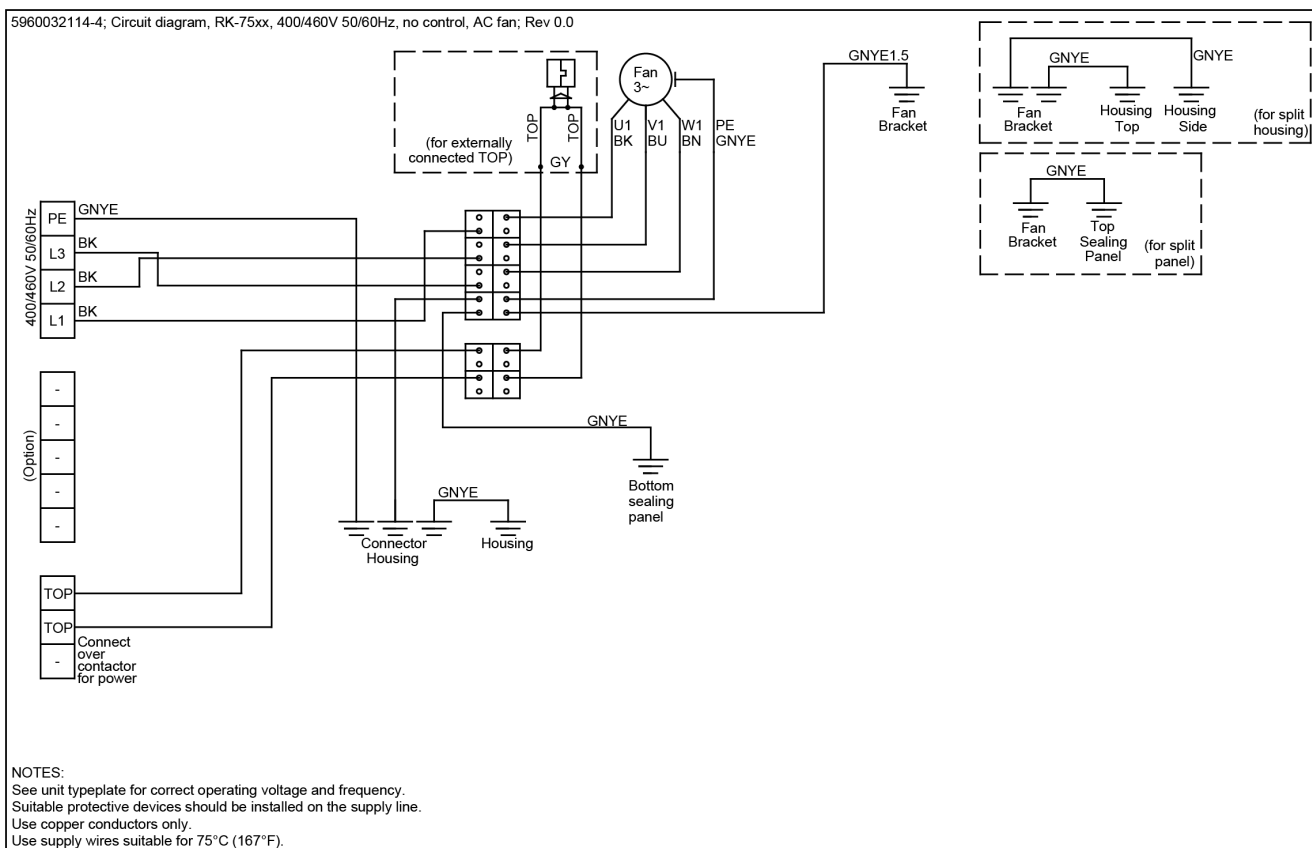 5960032114-4; Circuit diagram, RK-75xx, 400/460V 50/60Hz, no control, AC fan; Rev 0.0
(for externally
connected TOP)
TOP
TOP
GY
Fan
3~
U1
BK
V1
BU
W1
BN
PE
GNYE
GNYE1.5
Fan
Bracket
GNYE
GNYE
Fan
Bracket
Housing
Top
Housing
Side
(for split
housing)
GNYE
Fan
Bracket
Top
Sealing
Panel
(for split
panel)
400/460V 50/60Hz
PE
GNYE
L3
BK
L2
BK
L1
BK
(Option)
-
-
-
-
-
GNYE
Bottom
sealing
panel
GNYE
Connector
Housing
Housing
TOP
TOP
-
Connect
over
contactor
for power
NOTES:
See unit typeplate for correct operating voltage and frequency.
Suitable protective devices should be installed on the supply line.
Use copper conductors only.
Use supply wires suitable for 75°C (167°F).